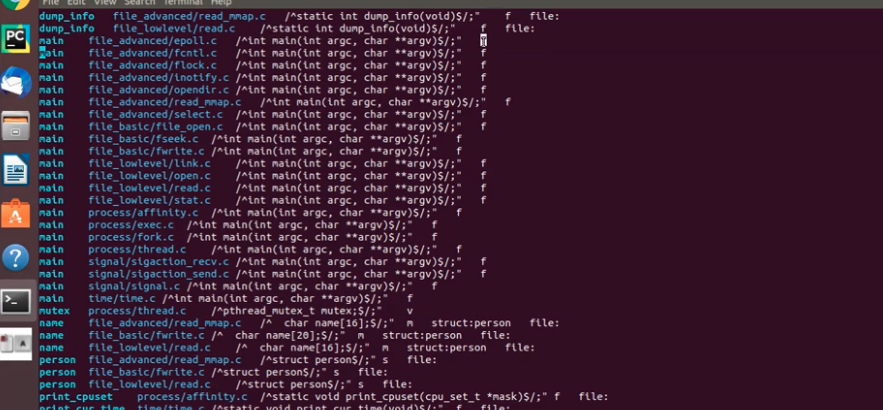 File Edit View Search Terminal Help
PC
dump_info file_advanced/read_mmap.c /^static int dump_info(void)$/;" f file:
dump_info file_lowlevel/read.c /^static int dump_info(void)$/;" f file:
main file_advanced/epoll.c /^int main(int argc, char **argv)$/;" f
main file_advanced/fcntl.c /^int main(int argc, char **argv)$/;" f
main file_advanced/flock.c /^int main(int argc, char **argv)$/;" f
main file_advanced/inotify.c /^int main(int argc, char **argv)$/;" f
main file_advanced/opendir.c /^int main(int argc, char **argv)$/;" f
main file_advanced/read_mmap.c /^int main(int argc, char **argv)$/;" f
main file_advanced/select.c /^int main(int argc, char **argv)$/;" f
main file_basic/file_open.c /^int main(int argc, char **argv)$/;" f
main file_basic/fseek.c /^int main(int argc, char **argv)$/;" f
main file_basic/fwrite.c /^int main(int argc, char **argv)$/;" f
main file_lowlevel/link.c /^int main(int argc, char **argv)$/;" f
main file_lowlevel/open.c /^int main(int argc, char **argv)$/;" f
main file_lowlevel/read.c /^int main(int argc, char **argv)$/;" f
main file_lowlevel/stat.c /^int main(int argc, char **argv)$/;" f
main process/affinity.c /^int main(int argc, char **argv)$/;" f
main process/exec.c /^int main(int argc, char **argv)$/;" f
main process/fork.c /^int main(int argc, char **argv)$/;" f
main process/thread.c /^int main(int argc, char **argv)$/;" f
main signal/sigaction_recv.c /^int main(int argc, char **argv)$/;" f
main signal/sigaction_send.c /^int main(int argc, char **argv)$/;" f
main signal/signal.c /^int main(int argc, char **argv)$/;" f
main time/time.c /^int main(int argc, char **argv)$/;" f
mutex process/thread.c /^pthread_mutex_t mutex;$/;" v
name file_advanced/read_mmap.c /^ char name[16];$/;" m struct:person file:
name file_basic/fwrite.c /^ char name[20];$/;" m struct:person file:
name file_lowlevel/read.c /^ char name[16];$/;" m struct:person file:
person file_advanced/read_mmap.c /^struct person$/;" s file:
person file_basic/fwrite.c /^struct person$/;" s file:
person file_lowlevel/read.c /^struct person$/;" s file:
print_cpuset process/affinity.c /^static void print_cpuset(cpu_set_t *mask)$/;" f file:
print_cur_time time/time.c /^static void print_cur_time(void)$/;" f file: